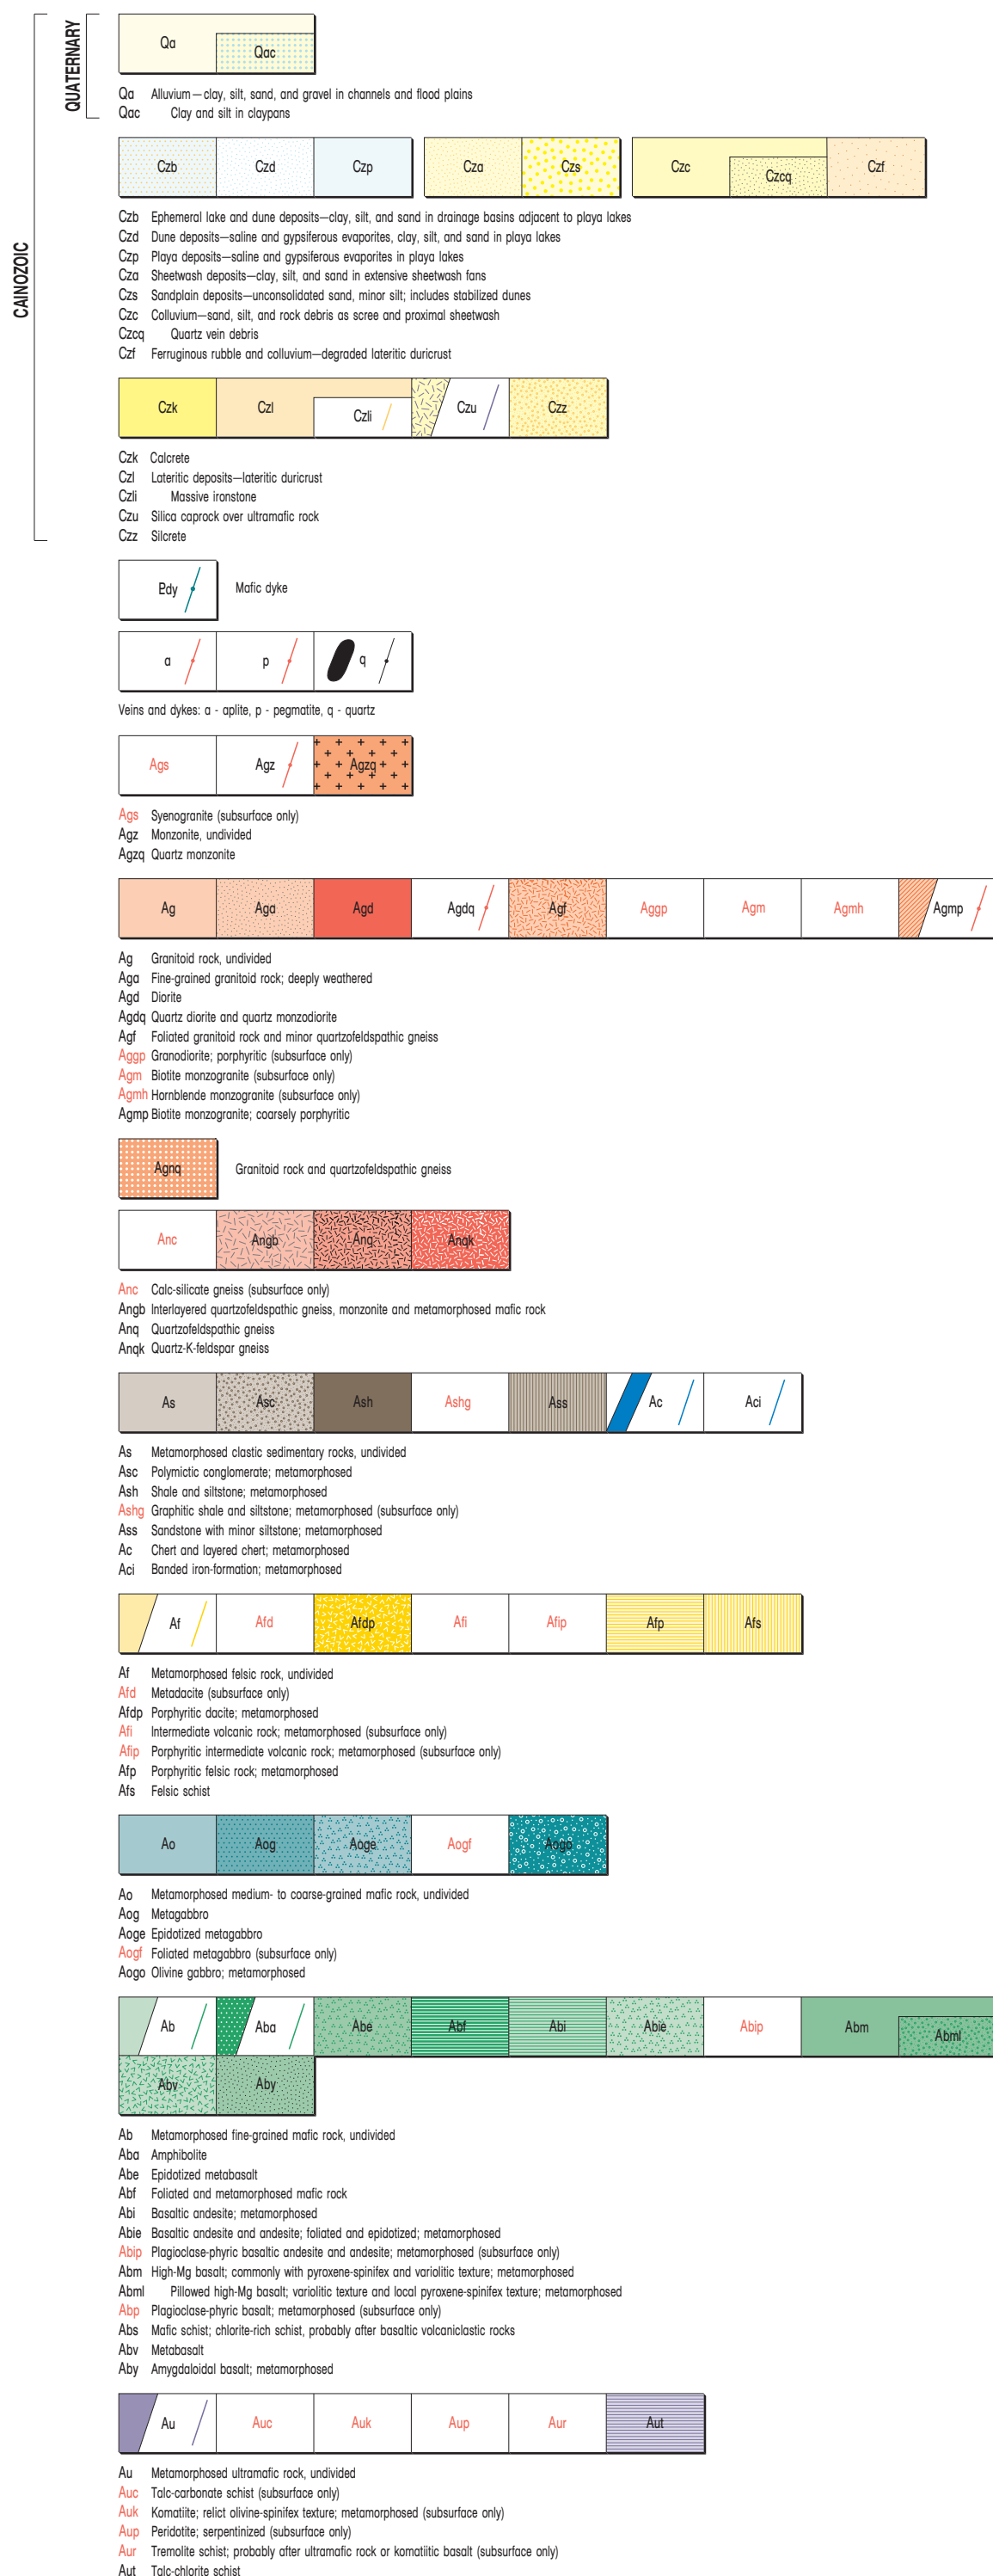 CAINOZOIC
QUATERNARY
Qa Qac
Qa Alluvium—clay, silt, sand, and gravel in channels and flood plains
Qac Clay and silt in claypans
Czb Czd Czp Cza Czs Czc Czcq Czf
Czb Ephemeral lake and dune deposits—clay, silt, and sand in drainage basins adjacent to playa lakes
Czd Dune deposits—saline and gypsiferous evaporites, clay, silt, and sand in playa lakes
Czp Playa deposits—saline and gypsiferous evaporites in playa lakes
Cza Sheetwash deposits—clay, silt, and sand in extensive sheetwash fans
Czs Sandplain deposits—unconsolidated sand, minor silt; includes stabilized dunes
Czc Colluvium—sand, silt, and rock debris as scree and proximal sheetwash
Czcq Quartz vein debris
Czf Ferruginous rubble and colluvium—degraded lateritic duricrust
Czk Czl Czli Czu Czz
Czk Calcrete
Czl Lateritic deposits—lateritic duricrust
Czli Massive ironstone
Czu Silica caprock over ultramafic rock
Czz Silcrete
Pdy Mafic dyke
a p q
Veins and dykes: a - aplite, p - pegmatite, q - quartz
Ags Agz Agzq
Ags Syenogranite (subsurface only)
Agz Monzonite, undivided
Agzq Quartz monzonite
Ag Aga Agd Agdq Agf Aggp Agm Agmh Agmp
Ag Granitoid rock, undivided
Aga Fine-grained granitoid rock; deeply weathered
Agd Diorite
Agdq Quartz diorite and quartz monzodiorite
Agf Foliated granitoid rock and minor quartzofeldspathic gneiss
Aggp Granodiorite; porphyritic (subsurface only)
Agm Biotite monzogranite (subsurface only)
Agmh Hornblende monzogranite (subsurface only)
Agmp Biotite monzogranite; coarsely porphyritic
Agnq Granitoid rock and quartzofeldspathic gneiss
Anc Angb Anq Anqk
Anc Calc-silicate gneiss (subsurface only)
Angb Interlayered quartzofeldspathic gneiss, monzonite and metamorphosed mafic rock
Anq Quartzofeldspathic gneiss
Anqk Quartz-K-feldspar gneiss
As Asc Ash Ashg Ass Ac Aci
As Metamorphosed clastic sedimentary rocks, undivided
Asc Polymictic conglomerate; metamorphosed
Ash Shale and siltstone; metamorphosed
Ashg Graphitic shale and siltstone; metamorphosed (subsurface only)
Ass Sandstone with minor siltstone; metamorphosed
Ac Chert and layered chert; metamorphosed
Aci Banded iron-formation; metamorphosed
Af Afd Afdp Afi Afip Afp Afs
Af Metamorphosed felsic rock, undivided
Afd Metadacite (subsurface only)
Afdp Porphyritic dacite; metamorphosed
Afi Intermediate volcanic rock; metamorphosed (subsurface only)
Afip Porphyritic intermediate volcanic rock; metamorphosed (subsurface only)
Afp Porphyritic felsic rock; metamorphosed
Afs Felsic schist
Ao Aog Aoge Aogf Aogo
Ao Metamorphosed medium- to coarse-grained mafic rock, undivided
Aog Metagabbro
Aoge Epidotized metagabbro
Aogf Foliated metagabbro (subsurface only)
Aogo Olivine gabbro; metamorphosed
Ab Aba Abe Abf Abi Abie Abip Abm Abml
Abv Aby
Ab Metamorphosed fine-grained mafic rock, undivided
Aba Amphibolite
Abe Epidotized metabasalt
Abf Foliated and metamorphosed mafic rock
Abi Basaltic andesite; metamorphosed
Abie Basaltic andesite and andesite; foliated and epidotized; metamorphosed
Abip Plagioclase-phyric basaltic andesite and andesite; metamorphosed (subsurface only)
Abm High-Mg basalt; commonly with pyroxene-spinifex and variolitic texture; metamorphosed
Abml Pillowed high-Mg basalt; variolitic texture and local pyroxene-spinifex texture; metamorphosed
Abp Plagioclase-phyric basalt; metamorphosed (subsurface only)
Abs Mafic schist; chlorite-rich schist, probably after basaltic volcaniclastic rocks
Abv Metabasalt
Aby Amygdaloidal basalt; metamorphosed
Au Auc Auk Aup Aur Aut
Au Metamorphosed ultramafic rock, undivided
Auc Talc-carbonate schist (subsurface only)
Auk Komatiite; relict olivine-spinifex texture; metamorphosed (subsurface only)
Aup Peridotite; serpentinized (subsurface only)
Aur Tremolite schist; probably after ultramafic rock or komatiitic basalt (subsurface only)
Aut Talc-chlorite schist